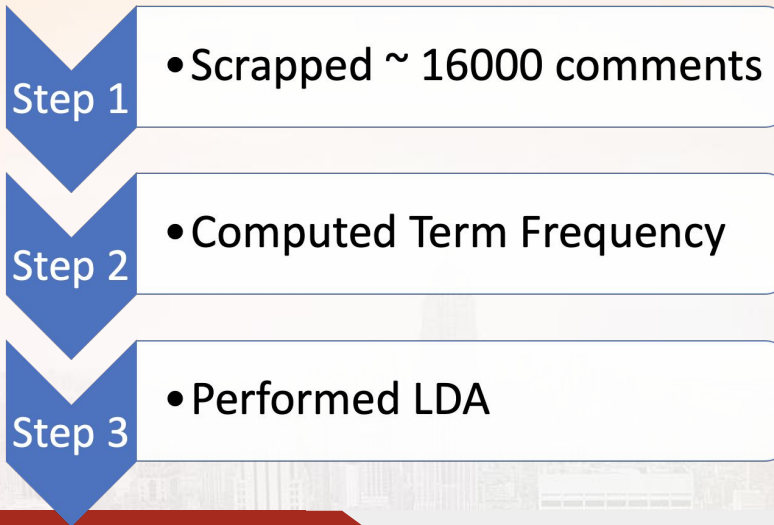 Step 1
•Scrapped ~ 16000 comments
Step 2
•Computed Term Frequency
Step 3
•Performed LDA